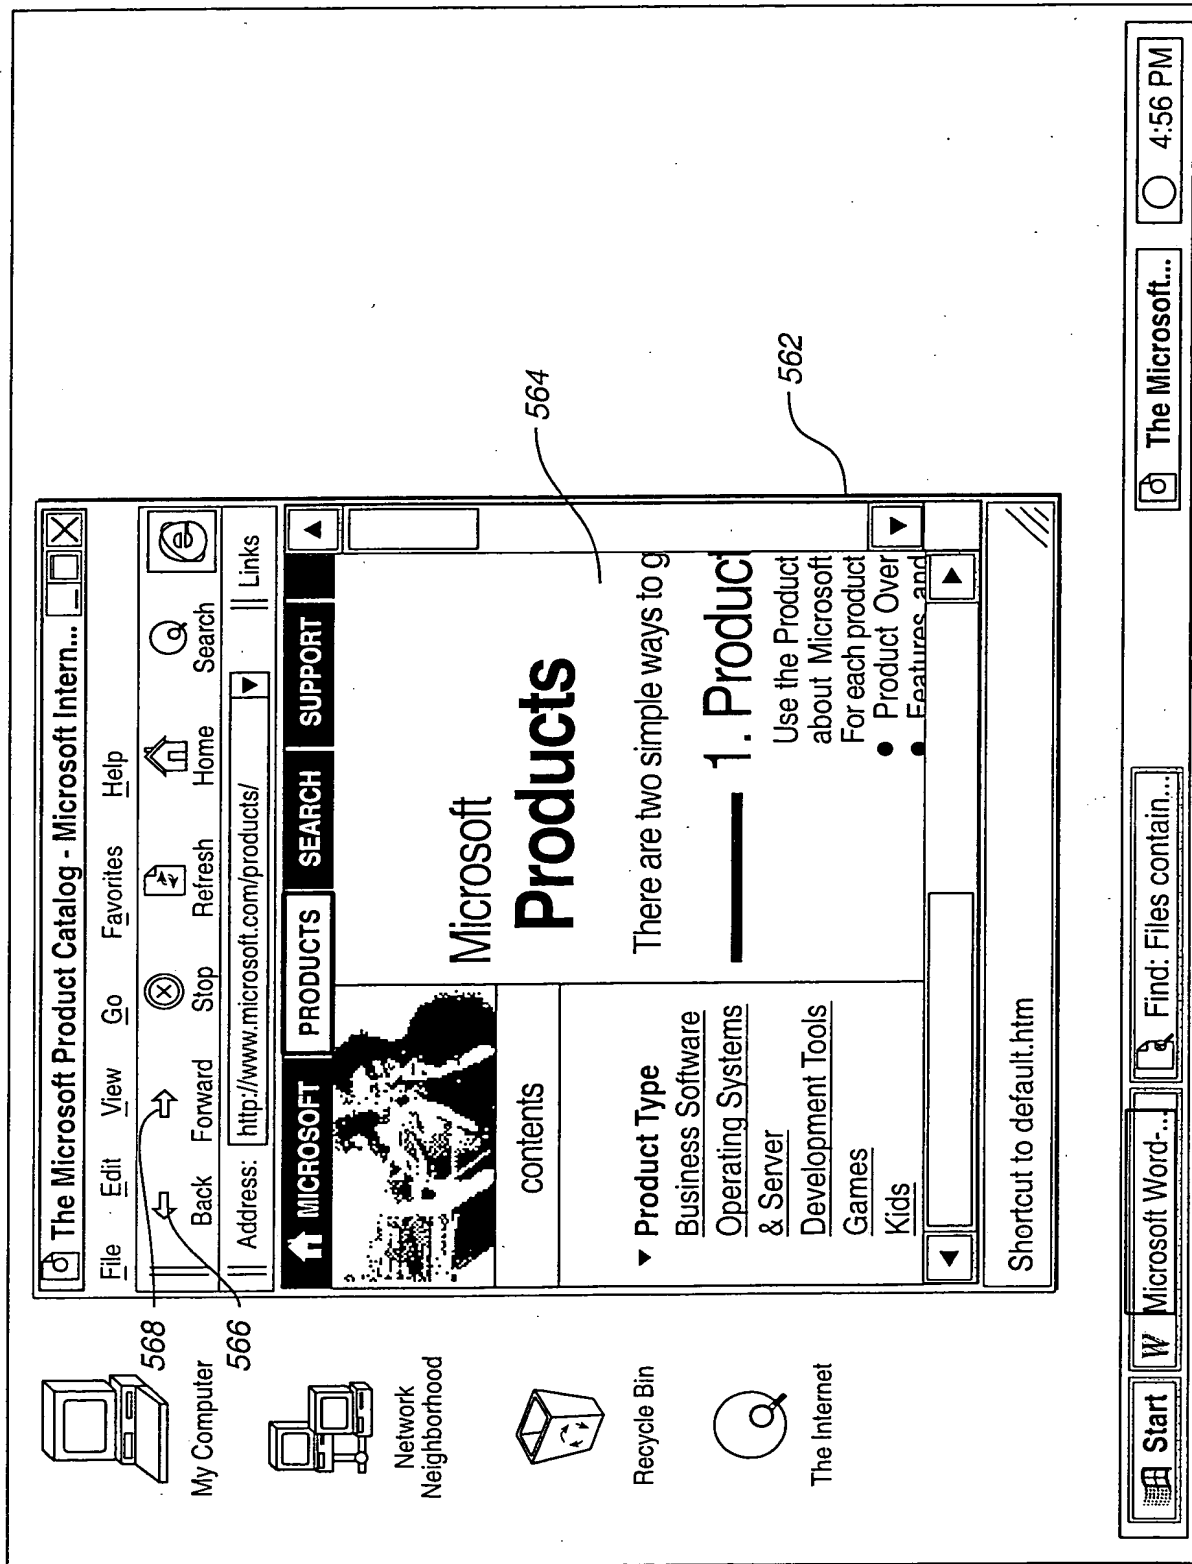 My Computer
Network
Neighborhood
Recycle Bin
The Internet
568
566
The Microsoft Product Catalog - Microsoft Intern...
File Edit View Go Favorites Help
Back Forward Stop Refresh Home Search
Address: http://www.microsoft.com/products/ Links
MICROSOFT PRODUCTS SEARCH SUPPORT
contents
Product Type
Business Software
Operating Systems
& Server
Development Tools
Games
Kids
Microsoft
Products
There are two simple ways to g
1. Product
Use the Product
about Microsoft
For each product
● Product Over
● Features and
Shortcut to default.htm
564
562
Start W Microsoft Word-... Find: Files contain... The Microsoft... 4:56 PM